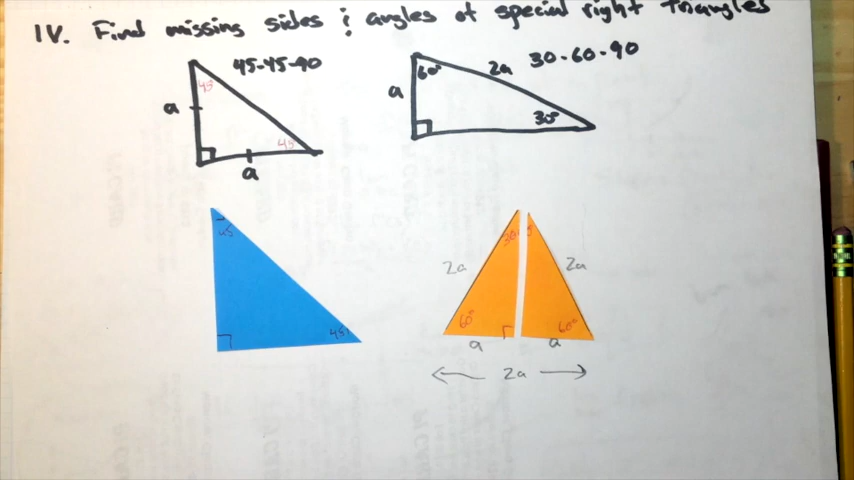 IV. Find missing sides & angles of special right triangles
45-45-90
30-60-90
45
60°
2a
a
a
30°
45
a
45
30
2a
2a
60°
60°
45
a
a
2a